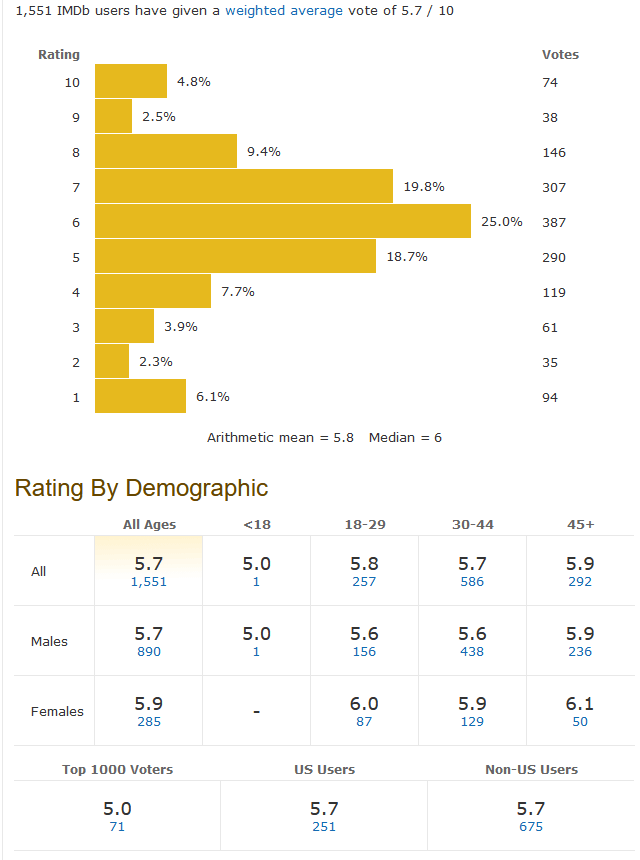 1,551 IMDb users have given a weighted average vote of 5.7 / 10
Rating Votes
10 4.8% 74
9 2.5% 38
8 9.4% 146
7 19.8% 307
6 25.0% 387
5 18.7% 290
4 7.7% 119
3 3.9% 61
2 2.3% 35
1 6.1% 94
Arithmetic mean = 5.8 Median = 6
Rating By Demographic
All Ages <18 18-29 30-44 45+
All 5.7 5.0 5.8 5.7 5.9
1,551 1 257 586 292
Males 5.7 5.0 5.6 5.6 5.9
890 1 156 438 236
Females 5.9 - 6.0 5.9 6.1
285 87 129 50
Top 1000 Voters US Users Non-US Users
5.0 5.7 5.7
71 251 675